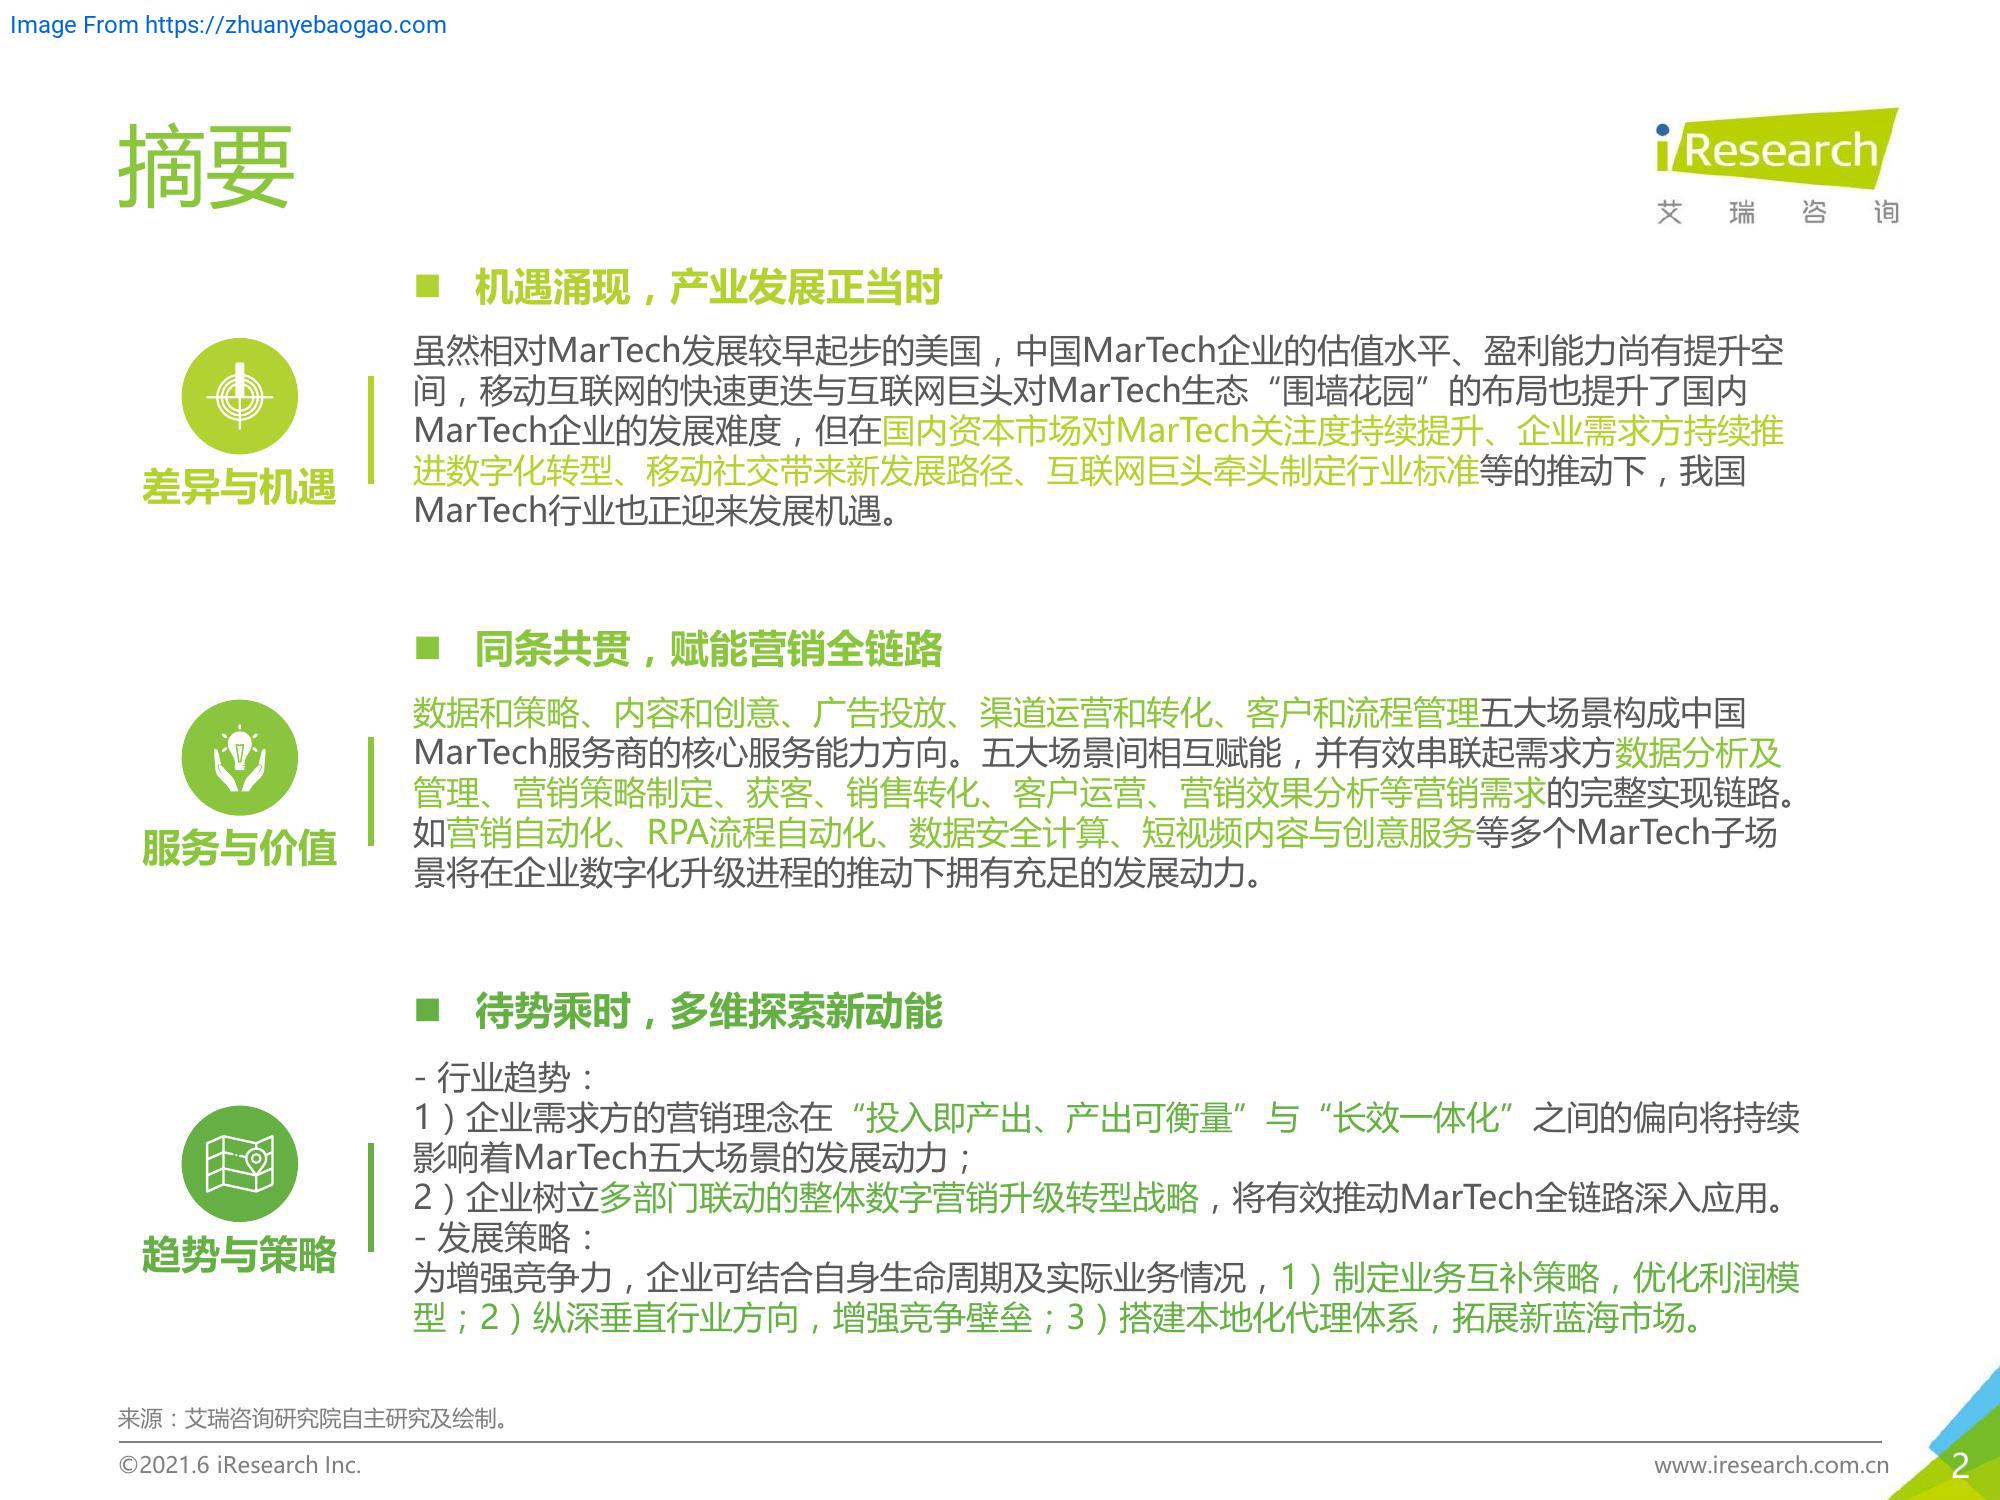 Image From https://zhuanyebaogao.com
摘要
iResearch
艾瑞咨询
■ 机遇涌现，产业发展正当时
虽然相对MarTech发展较早起步的美国，中国MarTech企业的估值水平、盈利能力尚有提升空
间，移动互联网的快速更迭与互联网巨头对MarTech生态“围墙花园”的布局也提升了国内
MarTech企业的发展难度，但在国内资本市场对MarTech关注度持续提升、企业需求方持续推
进数字化转型、移动社交带来新发展路径、互联网巨头牵头制定行业标准等的推动下，我国
MarTech行业也正迎来发展机遇。
差异与机遇
■ 同条共贯，赋能营销全链路
数据和策略、内容和创意、广告投放、渠道运营和转化、客户和流程管理五大场景构成中国
MarTech服务商的核心服务能力方向。五大场景间相互赋能，并有效串联起需求方数据分析及
管理、营销策略制定、获客、销售转化、客户运营、营销效果分析等营销需求的完整实现链路。
如营销自动化、RPA流程自动化、数据安全计算、短视频内容与创意服务等多个MarTech子场
景将在企业数字化升级进程的推动下拥有充足的发展动力。
服务与价值
■ 待势乘时，多维探索新动能
- 行业趋势：
1）企业需求方的营销理念在“投入即产出、产出可衡量”与“长效一体化”之间的偏向将持续
影响着MarTech五大场景的发展动力；
2）企业树立多部门联动的整体数字营销升级转型战略，将有效推动MarTech全链路深入应用。
- 发展策略：
为增强竞争力，企业可结合自身生命周期及实际业务情况，1）制定业务互补策略，优化利润模
型；2）纵深垂直行业方向，增强竞争壁垒；3）搭建本地化代理体系，拓展新蓝海市场。
趋势与策略
来源：艾瑞咨询研究院自主研究及绘制。
©2021.6 iResearch Inc.
www.iresearch.com.cn
2